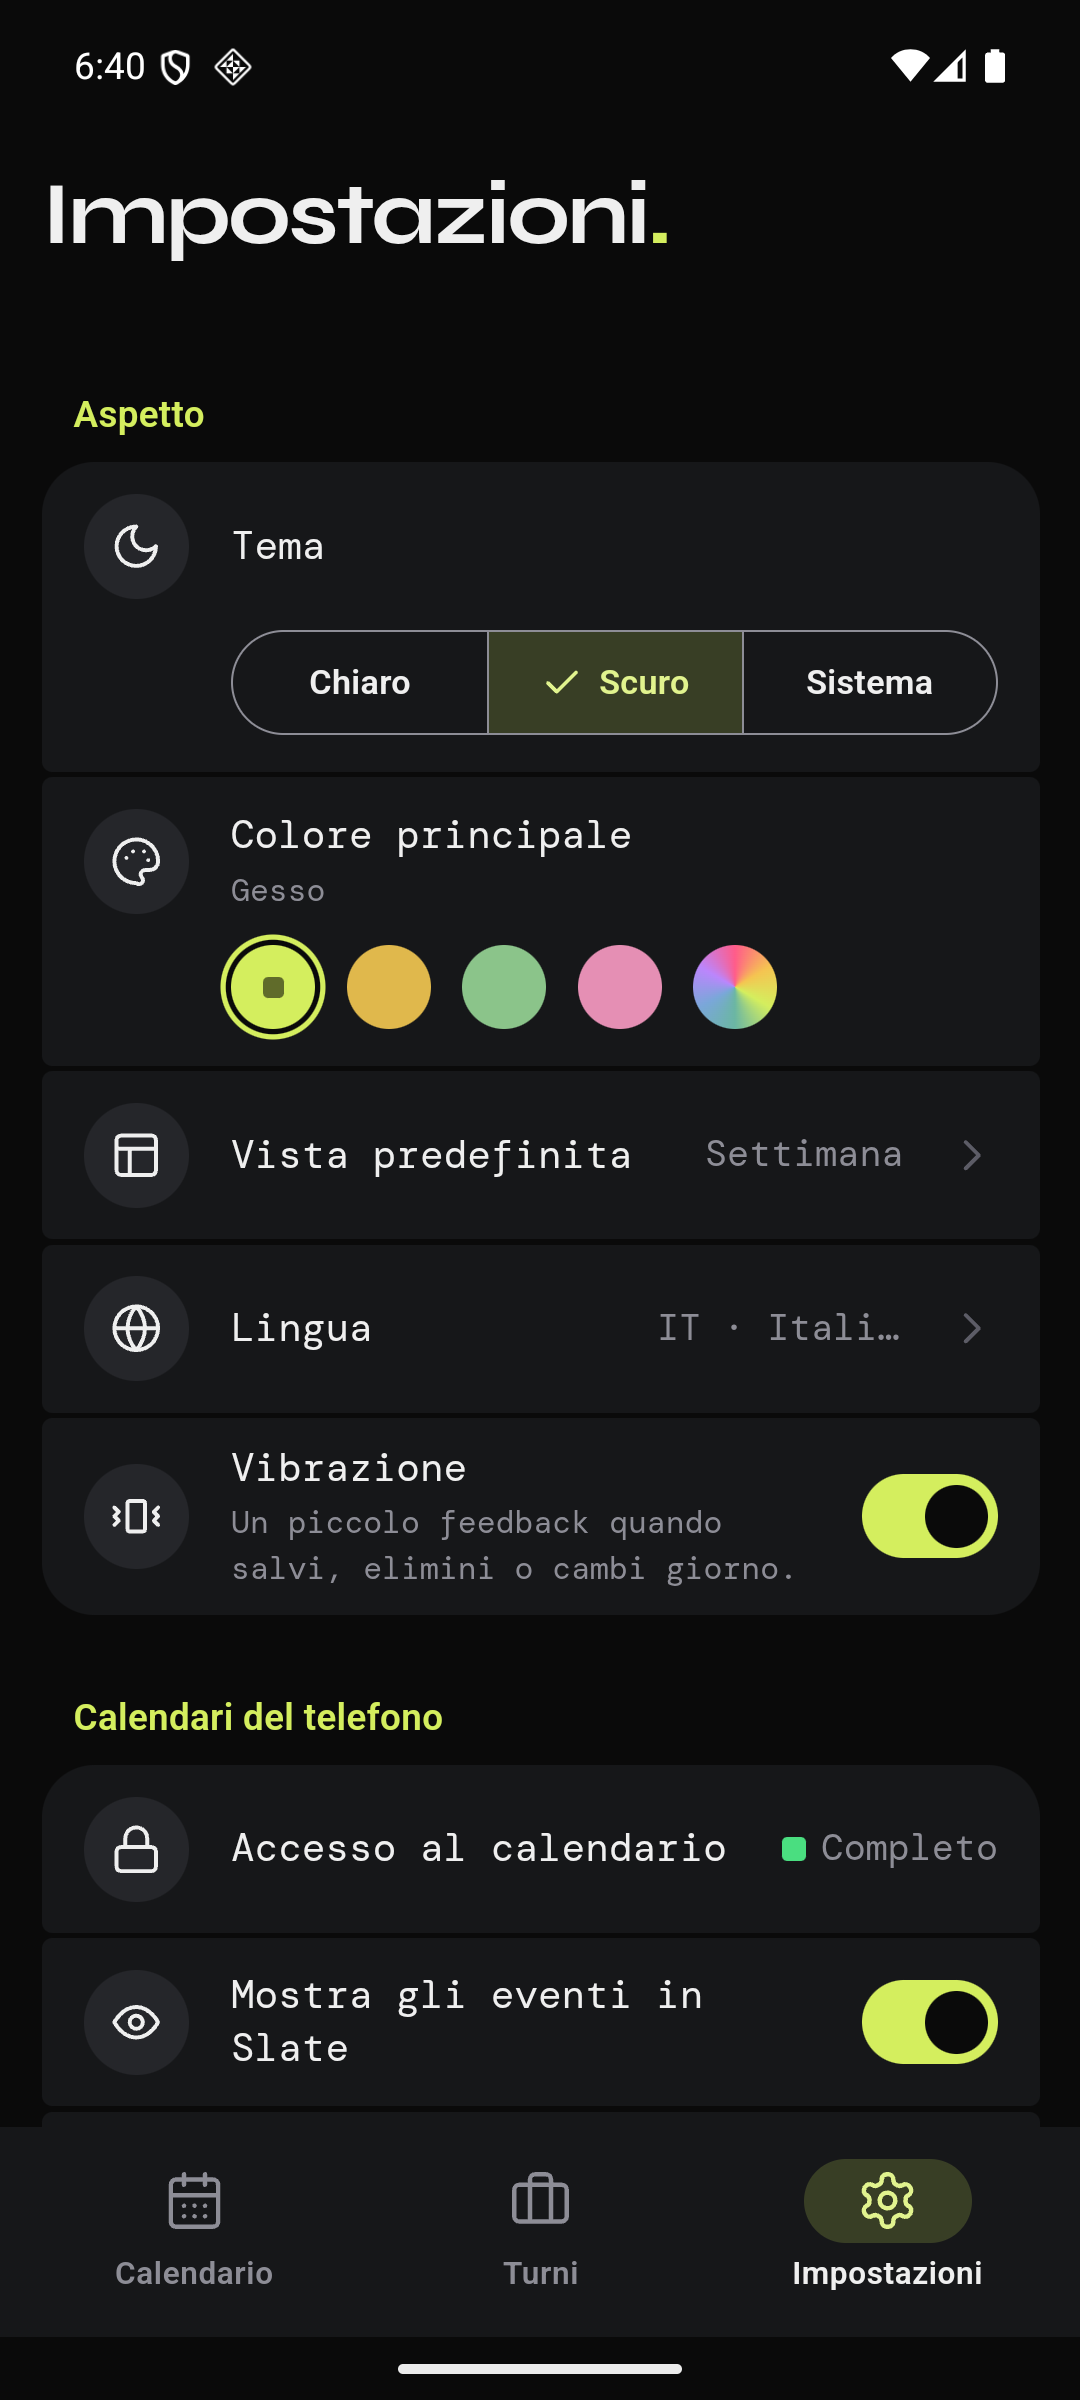 6:40
Impostazioni.
Aspetto
Tema
Chiaro
Scuro
Sistema
Colore principale
Gesso
Vista predefinita
Settimana
Lingua
IT · Itali…
Vibrazione
Un piccolo feedback quando
salvi, elimini o cambi giorno.
Calendari del telefono
Accesso al calendario
Completo
Mostra gli eventi in
Slate
Calendario
Turni
Impostazioni